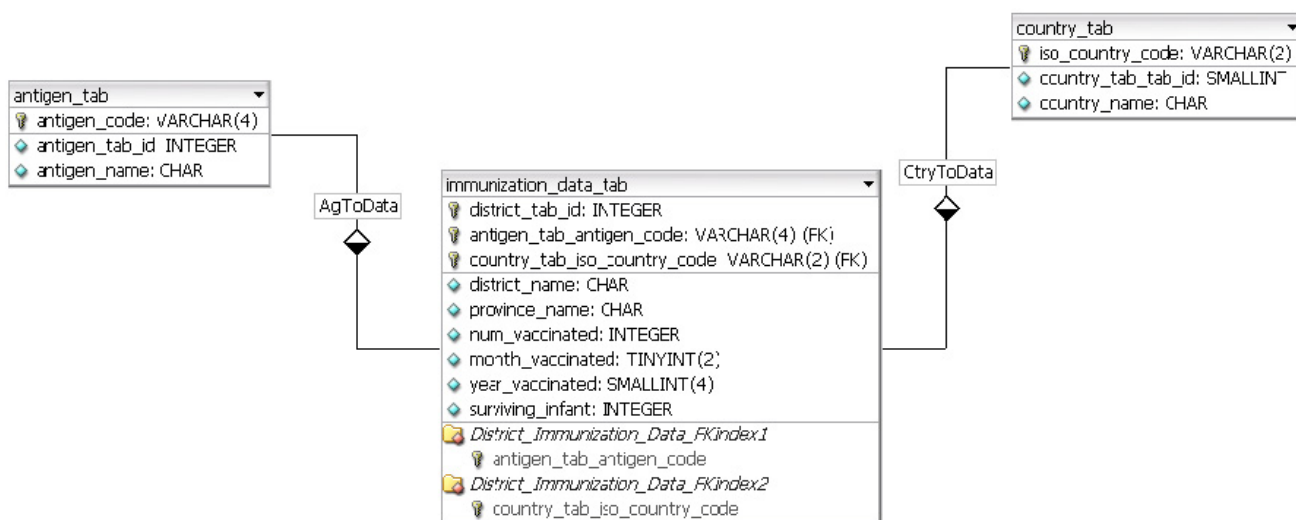 country_tab
iso_country_code: VARCHAR(2)
country_tab_tab_id: SMALLINT
country_name: CHAR
antigen_tab
antigen_code: VARCHAR(4)
antigen_tab_id INTEGER
antigen_name: CHAR
AgToData
CtryToData
immunization_data_tab
district_tab_id: INTEGER
antigen_tab_antigen_code: VARCHAR(4) (FK)
country_tab_iso_country_code VARCHAR(2) (FK)
district_name: CHAR
province_name: CHAR
num_vaccinated: INTEGER
month_vaccinated: TINYINT(2)
year_vaccinated: SMALLINT(4)
surviving_infant: INTEGER
District_Immunization_Data_FKindex1
antigen_tab_antigen_code
District_Immunization_Data_FKindex2
country_tab_iso_country_code